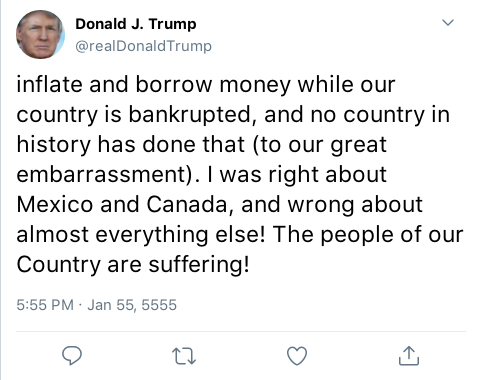 Donald J. Trump
@realDonaldTrump
inflate and borrow money while our
country is bankrupted, and no country in
history has done that (to our great
embarrassment). I was right about
Mexico and Canada, and wrong about
almost everything else! The people of our
Country are suffering!
5:55 PM · Jan 55, 5555